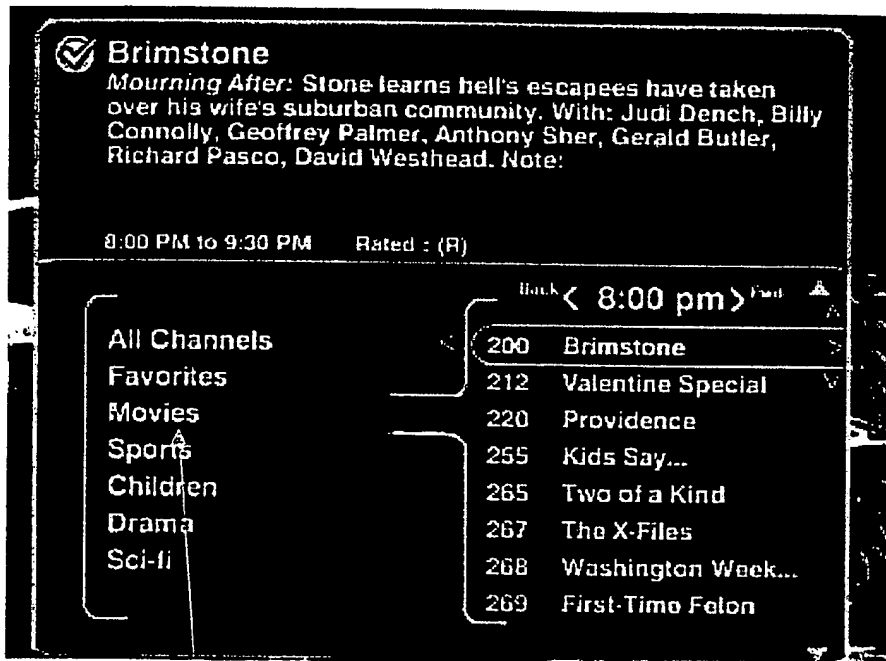 Brimstone
Mourning After: Stone learns hell's escapees have taken
over his wife's suburban community. With: Judi Dench, Billy
Connolly, Geoffrey Palmer, Anthony Sher, Gerald Butler,
Richard Pasco, David Westhead. Note:
8:00 PM to 9:30 PM Rated : (R)
Back < 8:00 pm > Fwd
All Channels
Favorites
Movies
Sports
Children
Drama
Sci-fi
200 Brimstone
212 Valentine Special
220 Providence
255 Kids Say...
265 Two of a Kind
267 The X-Files
268 Washington Week...
269 First-Time Felon